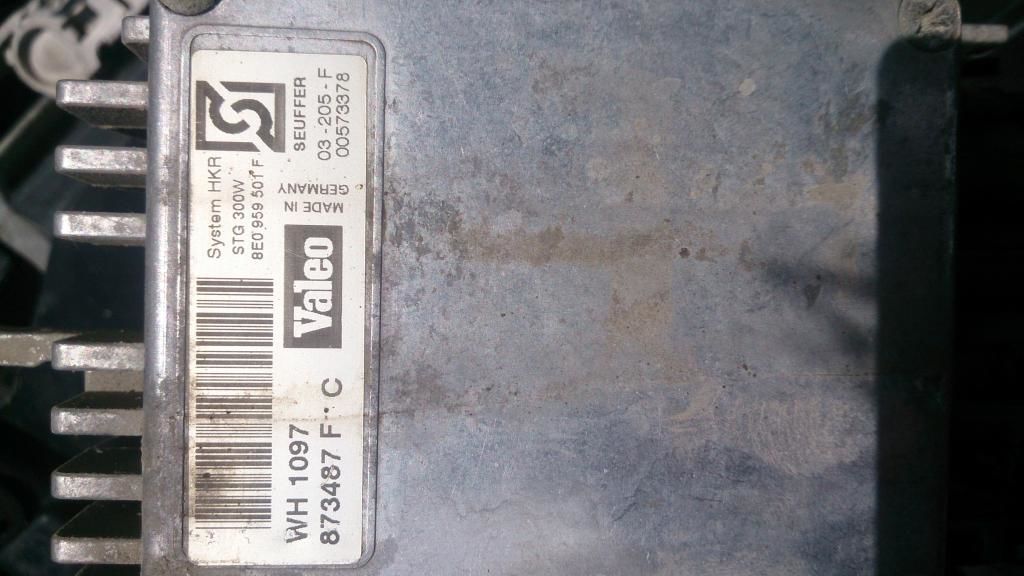 System HKR
STG 300W
8E0 959 501 F
SEUFFER
03 - 205 - F
00573378
MADE IN
GERMANY
Valeo
WH 1097
873487 F C